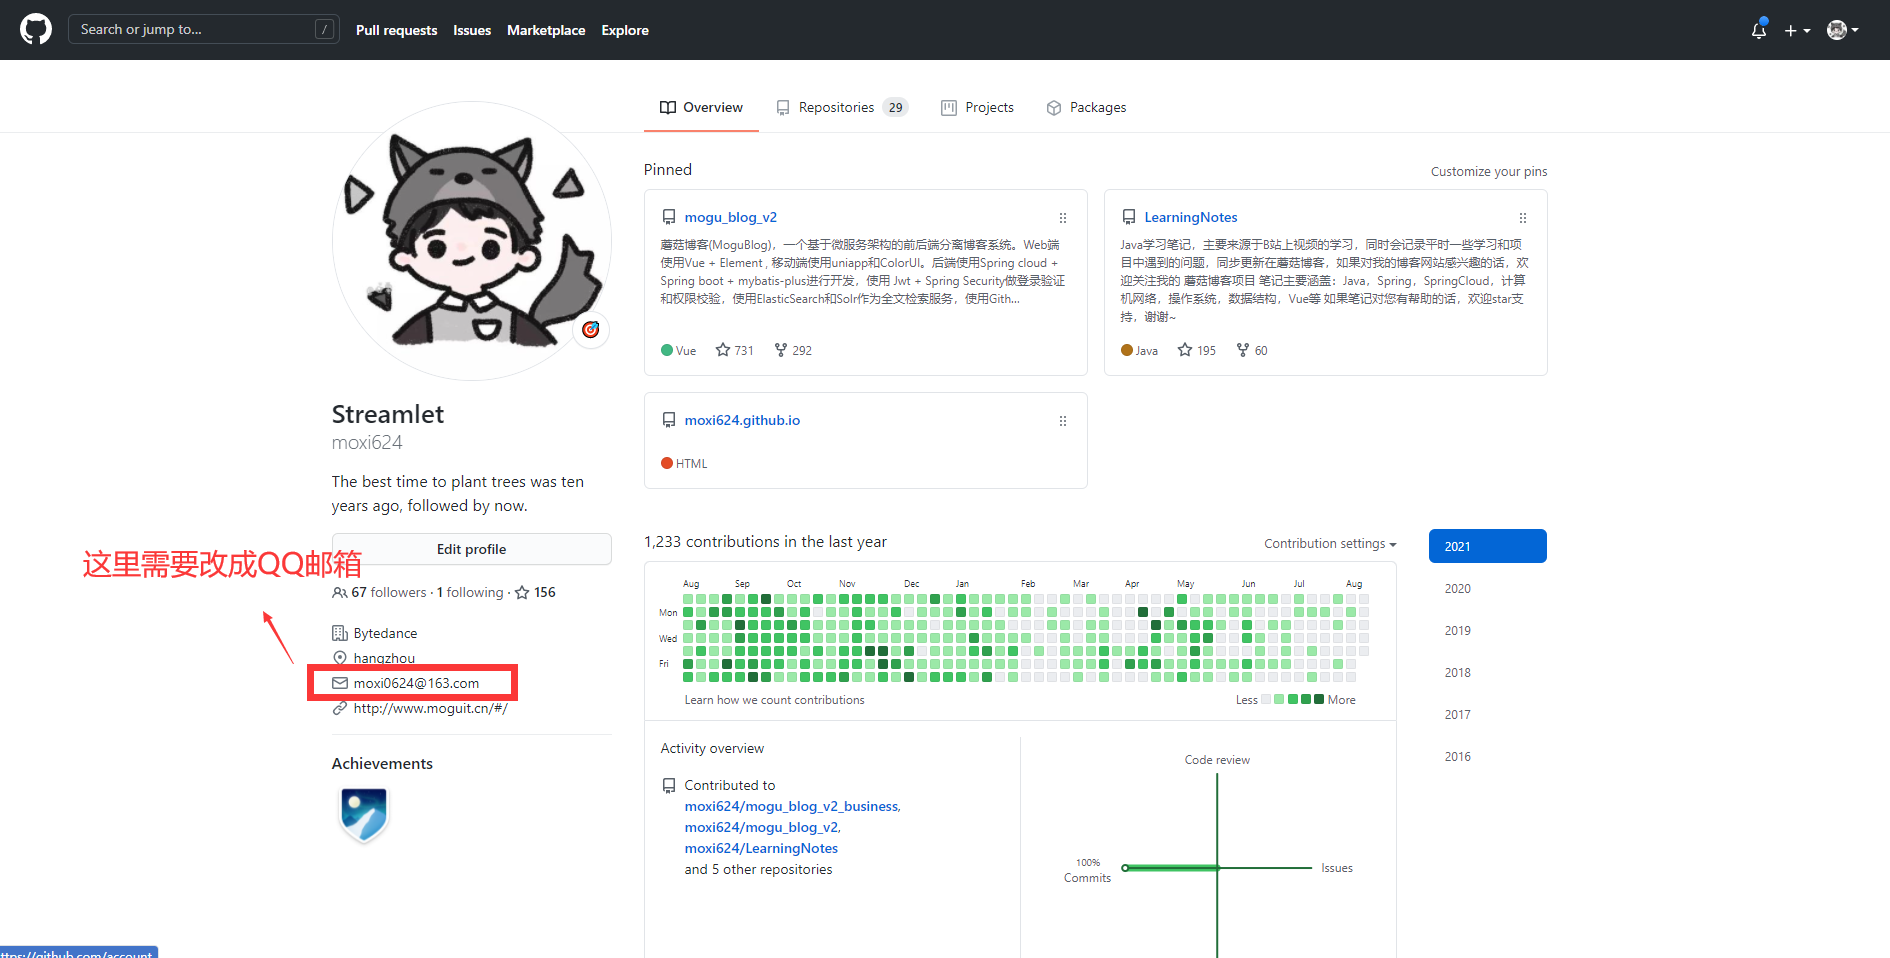 Search or jump to...
/
Pull requests
Issues
Marketplace
Explore
Overview
Repositories 29
Projects
Packages
Pinned
Customize your pins
mogu_blog_v2
蘑菇博客(MoguBlog)，一个基于微服务架构的前后端分离博客系统。Web端
使用Vue + Element , 移动端使用uniapp和ColorUI。后端使用Spring cloud +
Spring boot + mybatis-plus进行开发，使用 Jwt + Spring Security做登录验证
和权限校验，使用ElasticSearch和Solr作为全文检索服务，使用Gith...
Vue 731 292
LearningNotes
Java学习笔记，主要来源于B站上视频的学习，同时会记录平时一些学习和项
目中遇到的问题，同步更新在蘑菇博客，如果对我的博客网站感兴趣的话，欢
迎关注我的 蘑菇博客项目 笔记主要涵盖：Java，Spring，SpringCloud，计算
机网络，操作系统，数据结构，Vue等 如果笔记对您有帮助的话，欢迎star支
持，谢谢~
Java 195 60
moxi624.github.io
HTML
Streamlet
moxi624
The best time to plant trees was ten
years ago, followed by now.
Edit profile
这里需要改成QQ邮箱
67 followers · 1 following · 156
Bytedance
hangzhou
moxi0624@163.com
http://www.moguit.cn/#/
Achievements
1,233 contributions in the last year
Contribution settings
2021
2020
2019
2018
2017
2016
Aug Sep Oct Nov Dec Jan Feb Mar Apr May Jun Jul Aug
Mon
Wed
Fri
Learn how we count contributions
Less More
Activity overview
Contributed to
moxi624/mogu_blog_v2_business,
moxi624/mogu_blog_v2,
moxi624/LearningNotes
and 5 other repositories
Code review
100%
Commits
Issues
ttps://github.com/account